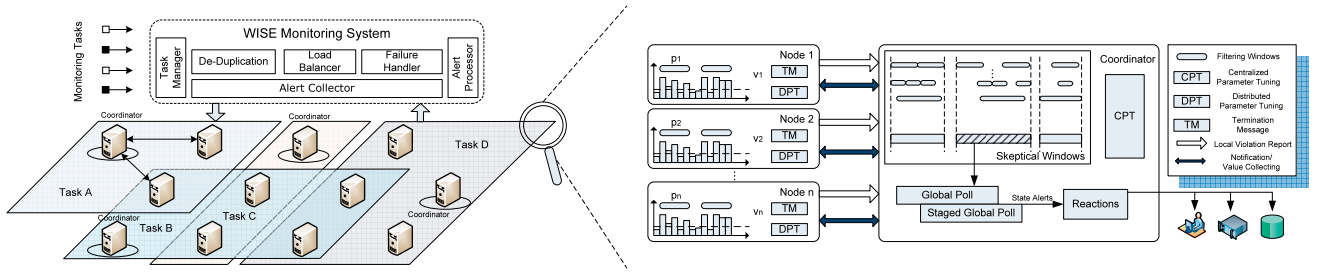 Monitoring Tasks
WISE Monitoring System
Task Manager
De-Duplication
Load Balancer
Failure Handler
Alert Processor
Alert Collector
Coordinator
Coordinator
Task D
Task A
Task C
Coordinator
Coordinator
Task B
p1
Node 1
v1
TM
DPT
p2
Node 2
v2
TM
DPT
pn
Node n
vn
TM
DPT
Skeptical Windows
Coordinator
CPT
Global Poll
Staged Global Poll
State Alerts
Reactions
Filtering Windows
CPT
Centralized Parameter Tuning
DPT
Distributed Parameter Tuning
TM
Termination Message
Local Violation Report
Notification/
Value Collecting